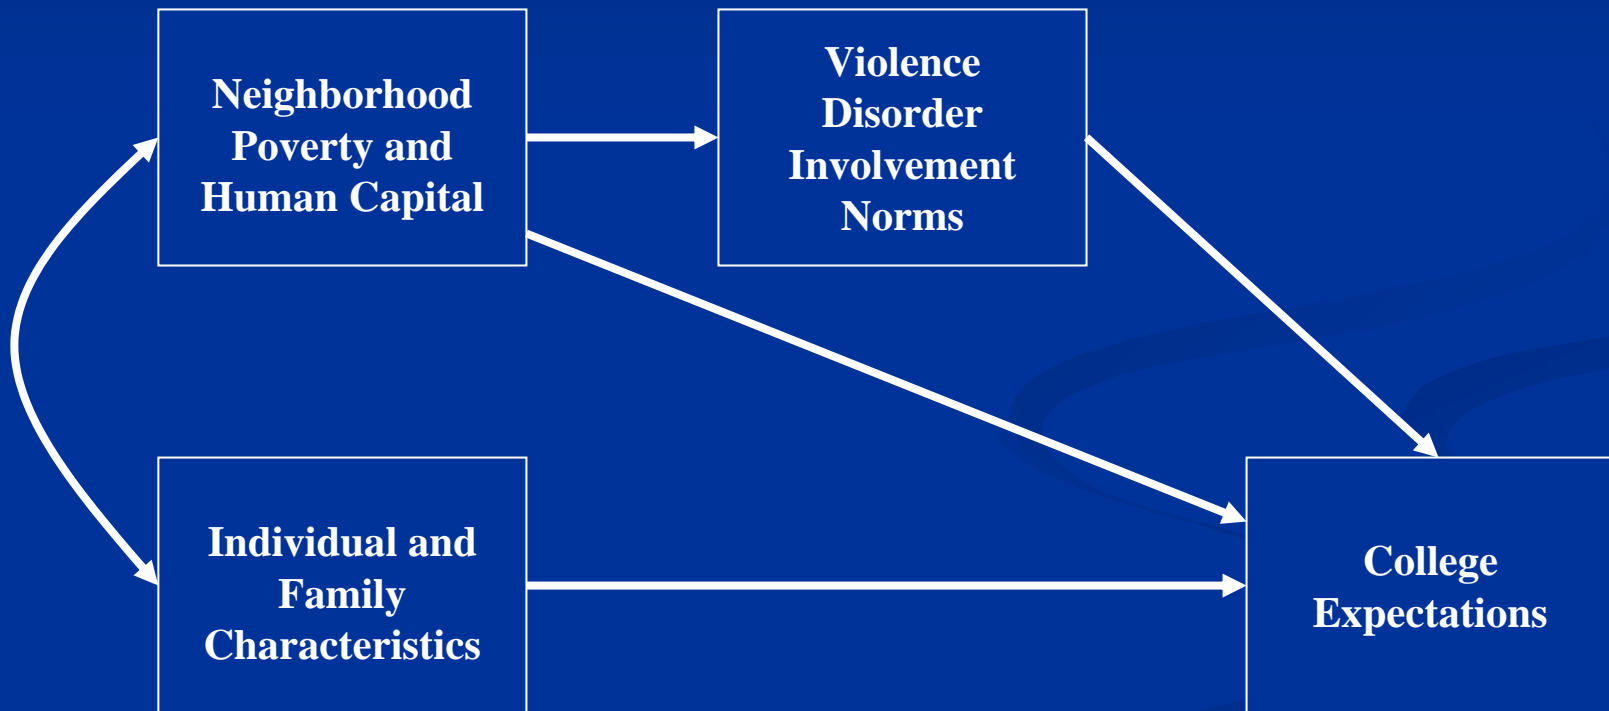 Neighborhood
Poverty and
Human Capital
Violence
Disorder
Involvement
Norms
Individual and
Family
Characteristics
College
Expectations